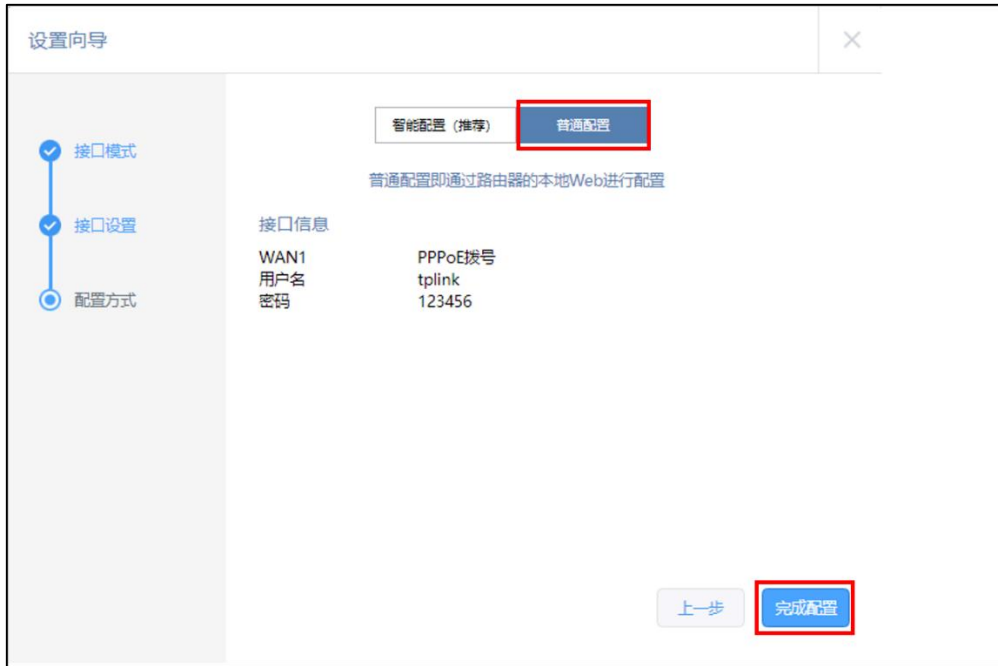 设置向导
智能配置（推荐） 普通配置
接口模式
接口设置
配置方式
普通配置即通过路由器的本地Web进行配置
接口信息
WAN1 PPPoE拨号
用户名 tplink
密码 123456
上一步 完成配置